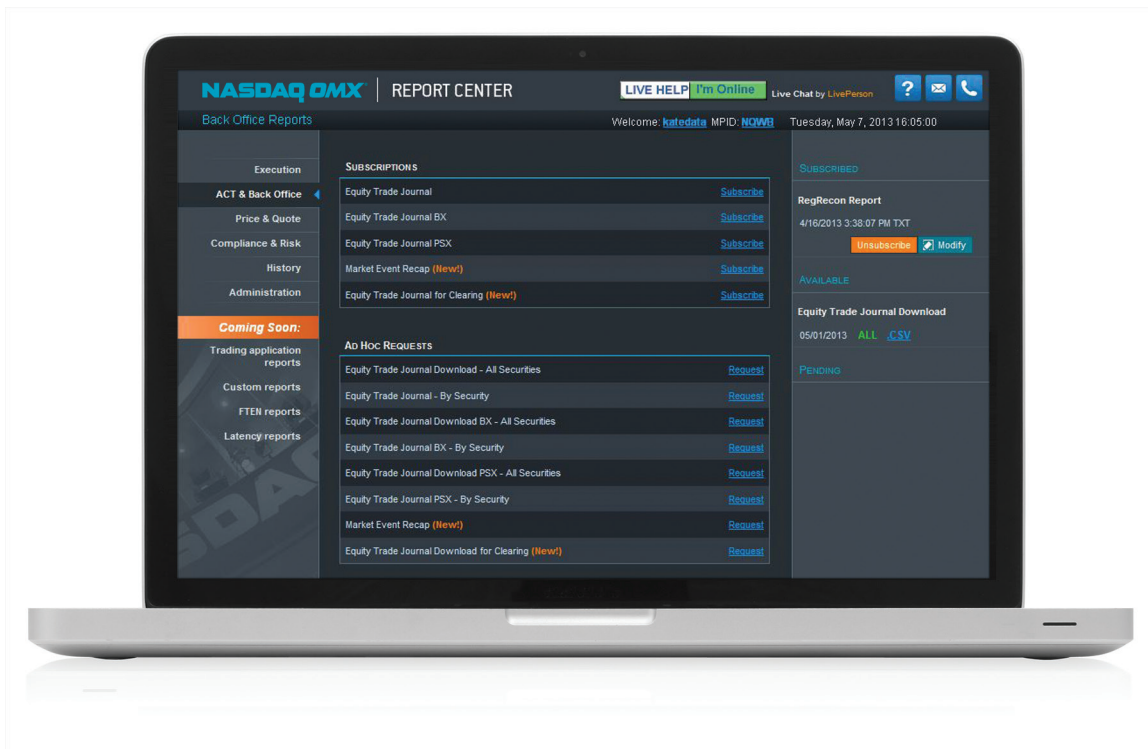 NASDAQ OMX REPORT CENTER
LIVE HELP I'm Online Live Chat by LivePerson ?
Back Office Reports
Welcome: katedata MPID: NQWB Tuesday, May 7, 2013 16:05:00
Execution
ACT & Back Office
Price & Quote
Compliance & Risk
History
Administration
Coming Soon:
Trading application
reports
Custom reports
FTEN reports
Latency reports
SDAQ
SUBSCRIPTIONS
Equity Trade Journal Subscribe
Equity Trade Journal BX Subscribe
Equity Trade Journal PSX Subscribe
Market Event Recap (New!) Subscribe
Equity Trade Journal for Clearing (New!) Subscribe
AD HOC REQUESTS
Equity Trade Journal Download - All Securities Request
Equity Trade Journal - By Security Request
Equity Trade Journal Download BX - All Securities Request
Equity Trade Journal BX - By Security Request
Equity Trade Journal Download PSX - All Securities Request
Equity Trade Journal PSX - By Security Request
Market Event Recap (New!) Request
Equity Trade Journal Download for Clearing (New!) Request
SUBSCRIBED
RegRecon Report
4/16/2013 3:38:07 PM TXT
Unsubscribe Modify
AVAILABLE
Equity Trade Journal Download
05/01/2013 ALL .CSV
PENDING